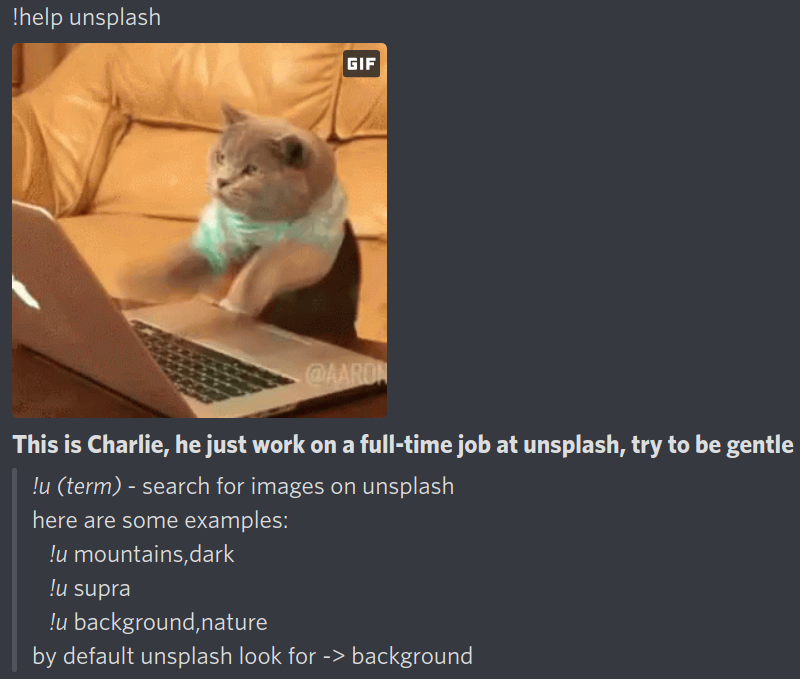 !help unsplash
GIF
@AARON
This is Charlie, he just work on a full-time job at unsplash, try to be gentle
!u (term) - search for images on unsplash
here are some examples:
!u mountains,dark
!u supra
!u background,nature
by default unsplash look for -> background